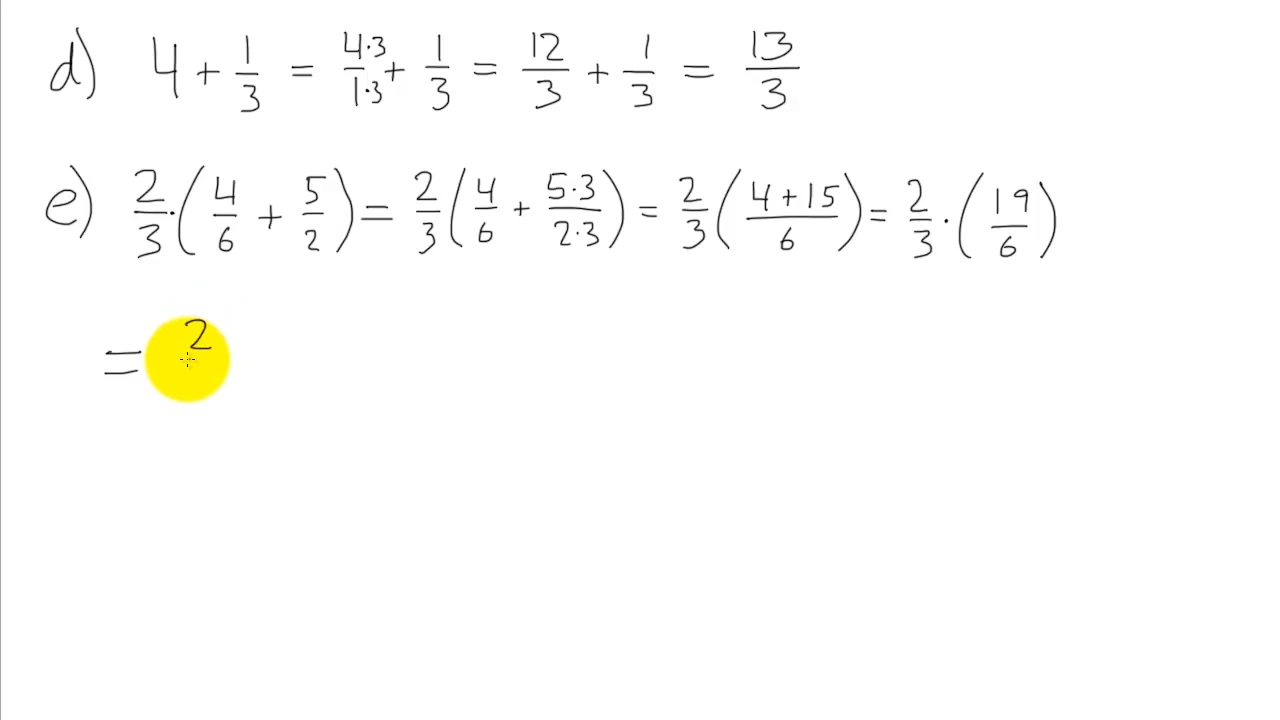 d) 4 + 1/3 = 4·3/1·3 + 1/3 = 12/3 + 1/3 = 13/3
e) 2/3 · (4/6 + 5/2) = 2/3 (4/6 + 5·3/2·3) = 2/3 (4+15/6) = 2/3 · (19/6)
= 2